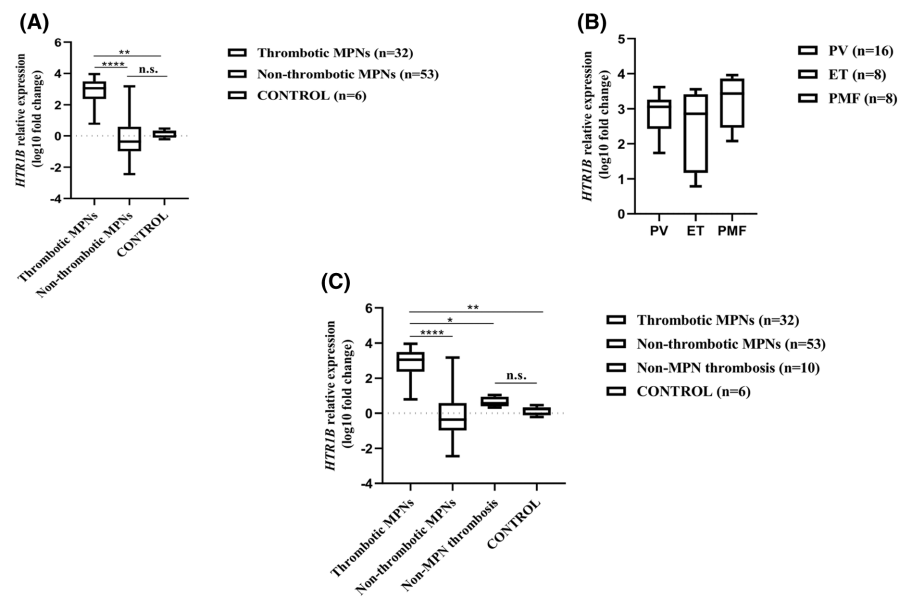 (A)
HTR1B relative expression
(log10 fold change)
6
4
2
0
-2
-4
**
****
n.s.
Thrombotic MPNs
Non-thrombotic MPNs
CONTROL
Thrombotic MPNs (n=32)
Non-thrombotic MPNs (n=53)
CONTROL (n=6)
(B)
HTR1B relative expression
(log10 fold change)
5
4
3
2
1
0
PV
ET
PMF
PV (n=16)
ET (n=8)
PMF (n=8)
(C)
HTR1B relative expression
(log10 fold change)
6
4
2
0
-2
-4
**
*
****
n.s.
Thrombotic MPNs
Non-thrombotic MPNs
Non-MPN thrombosis
CONTROL
Thrombotic MPNs (n=32)
Non-thrombotic MPNs (n=53)
Non-MPN thrombosis (n=10)
CONTROL (n=6)